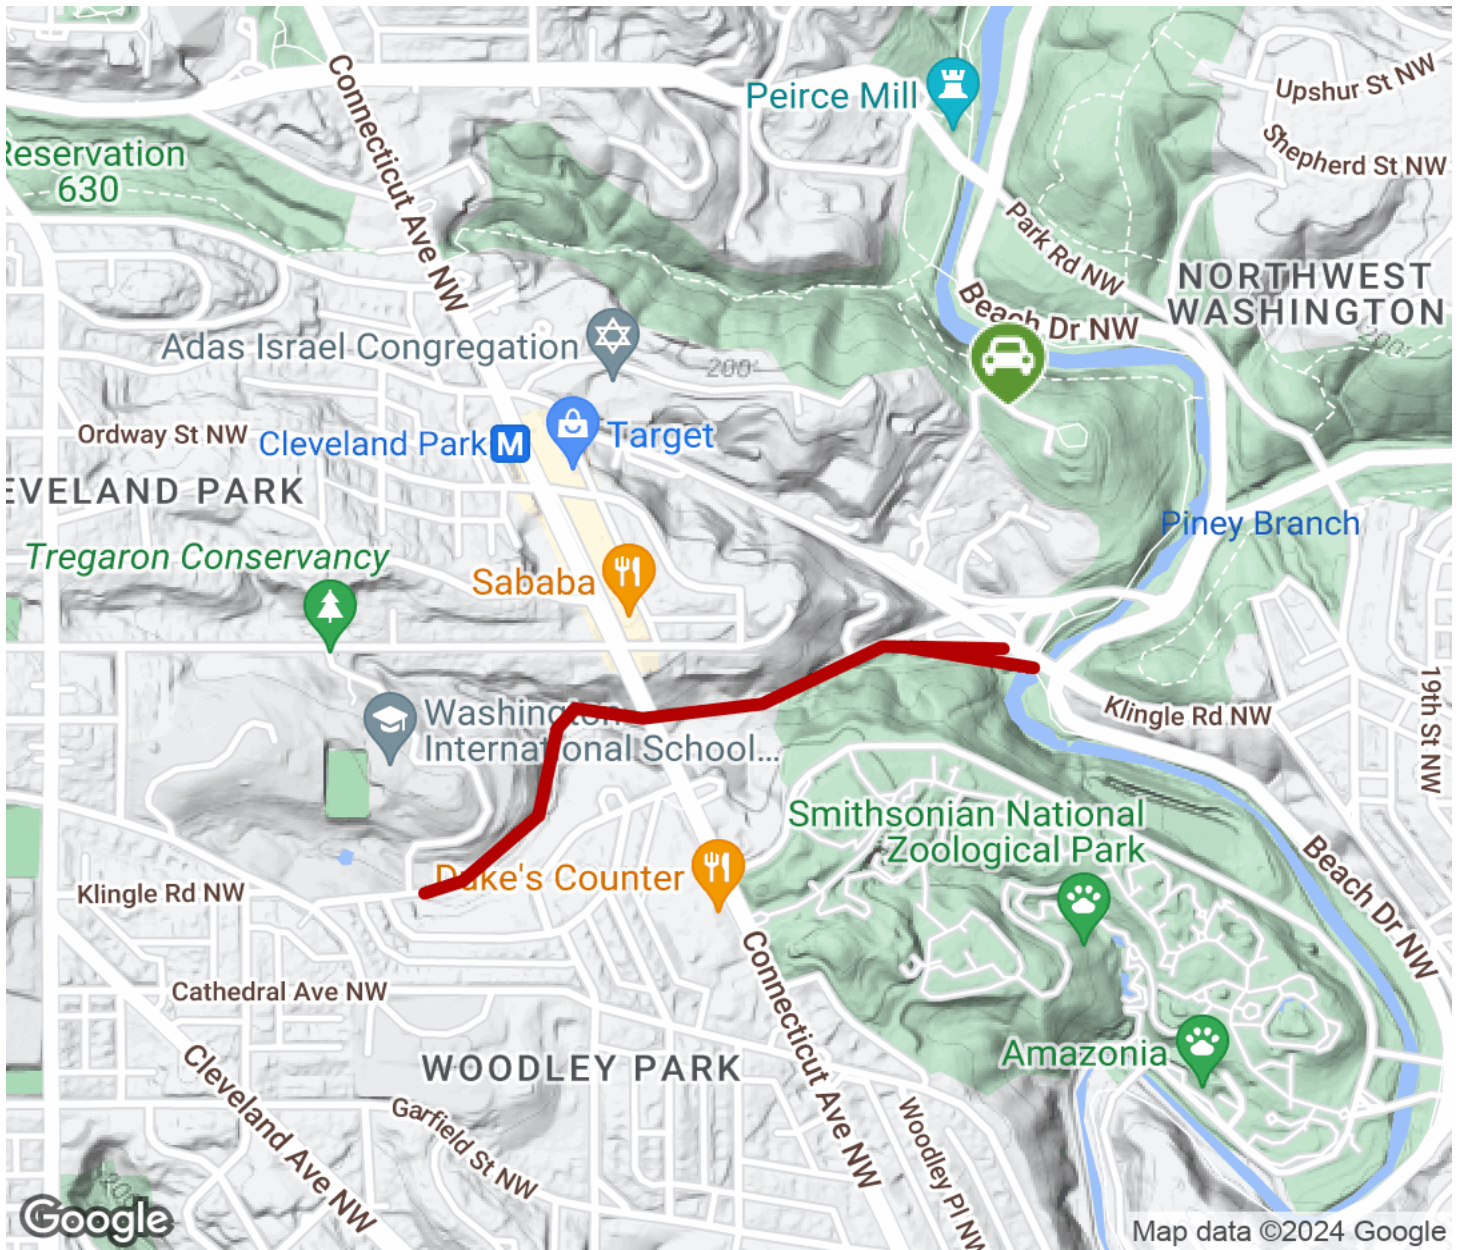 Connecticut Ave NW
Peirce Mill
Upshur St NW
Shepherd St NW
Reservation
630
Park Rd NW
NORTHWEST
WASHINGTON
Beach Dr NW
Adas Israel Congregation
200'
200'
Ordway St NW
Cleveland Park
M
Target
EVELAND PARK
Piney Branch
Tregaron Conservancy
Sababa
19th St NW
Washington
International School...
Klingle Rd NW
Smithsonian National
Zoological Park
Duke's Counter
Klingle Rd NW
Beach Dr NW
Cathedral Ave NW
Connecticut Ave NW
Amazonia
WOODLEY PARK
Cleveland Ave NW
Garfield St NW
Woodley Pl NW
Google
Map data ©2024 Google